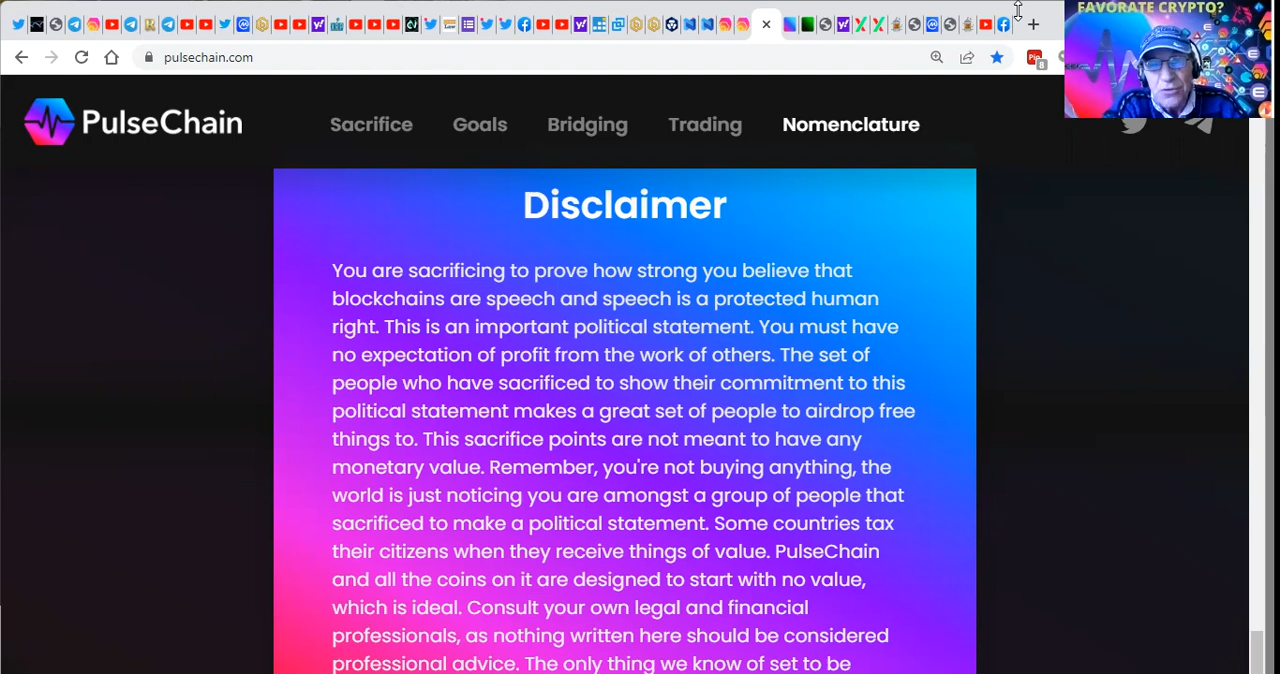 FAVORATE CRYPTO?
pulsechain.com
8
PulseChain
Sacrifice
Goals
Bridging
Trading
Nomenclature
Disclaimer
You are sacrificing to prove how strong you believe that
blockchains are speech and speech is a protected human
right. This is an important political statement. You must have
no expectation of profit from the work of others. The set of
people who have sacrificed to show their commitment to this
political statement makes a great set of people to airdrop free
things to. This sacrifice points are not meant to have any
monetary value. Remember, you're not buying anything, the
world is just noticing you are amongst a group of people that
sacrificed to make a political statement. Some countries tax
their citizens when they receive things of value. PulseChain
and all the coins on it are designed to start with no value,
which is ideal. Consult your own legal and financial
professionals, as nothing written here should be considered
professional advice. The only thing we know of set to be